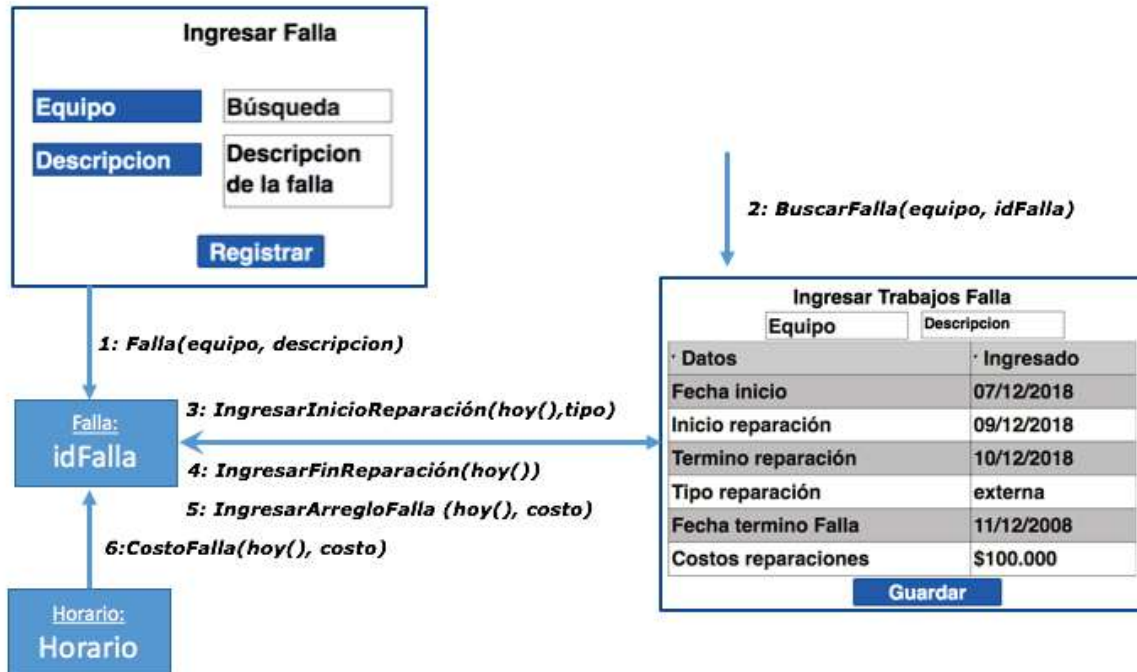 Ingresar Falla
Equipo
Búsqueda
Descripcion
Descripcion
de la falla
Registrar
1: Falla(equipo, descripcion)
2: BuscarFalla(equipo, idFalla)
Ingresar Trabajos Falla
Equipo
Descripcion
Datos
Ingresado
Fecha inicio
07/12/2018
Inicio reparación
09/12/2018
Termino reparación
10/12/2018
Tipo reparación
externa
Fecha termino Falla
11/12/2008
Costos reparaciones
$100.000
Guardar
Falla:
idFalla
3: IngresarInicioReparación(hoy(),tipo)
4: IngresarFinReparación(hoy())
5: IngresarArregloFalla (hoy(), costo)
6:CostoFalla(hoy(), costo)
Horario:
Horario